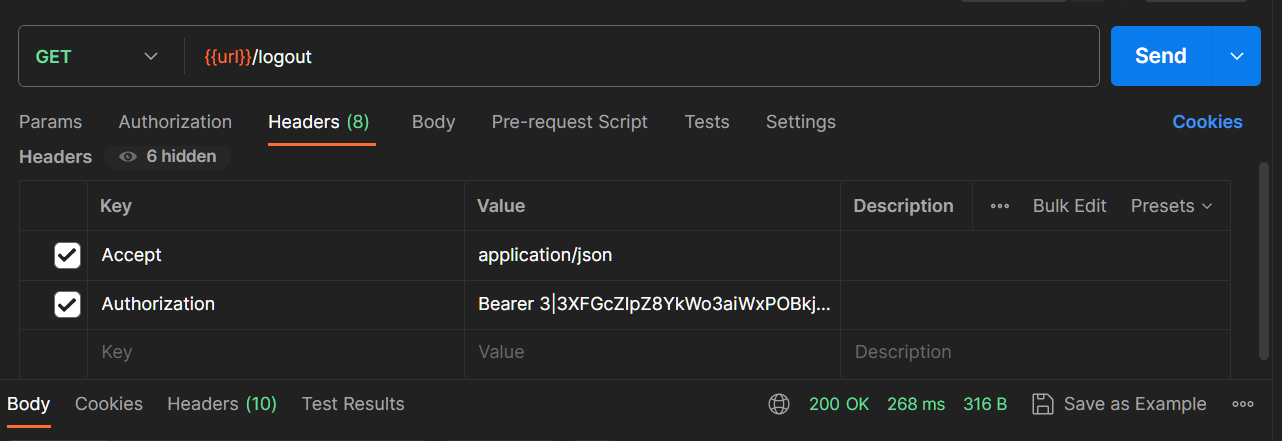 GET {{url}}/logout Send
Params Authorization Headers (8) Body Pre-request Script Tests Settings Cookies
Headers 6 hidden
Key Value Description ••• Bulk Edit Presets
Accept application/json
Authorization Bearer 3|3XFGcZIpZ8YkWo3aiWxPOBkj...
Key Value Description
Body Cookies Headers (10) Test Results 200 OK 268 ms 316 B Save as Example •••